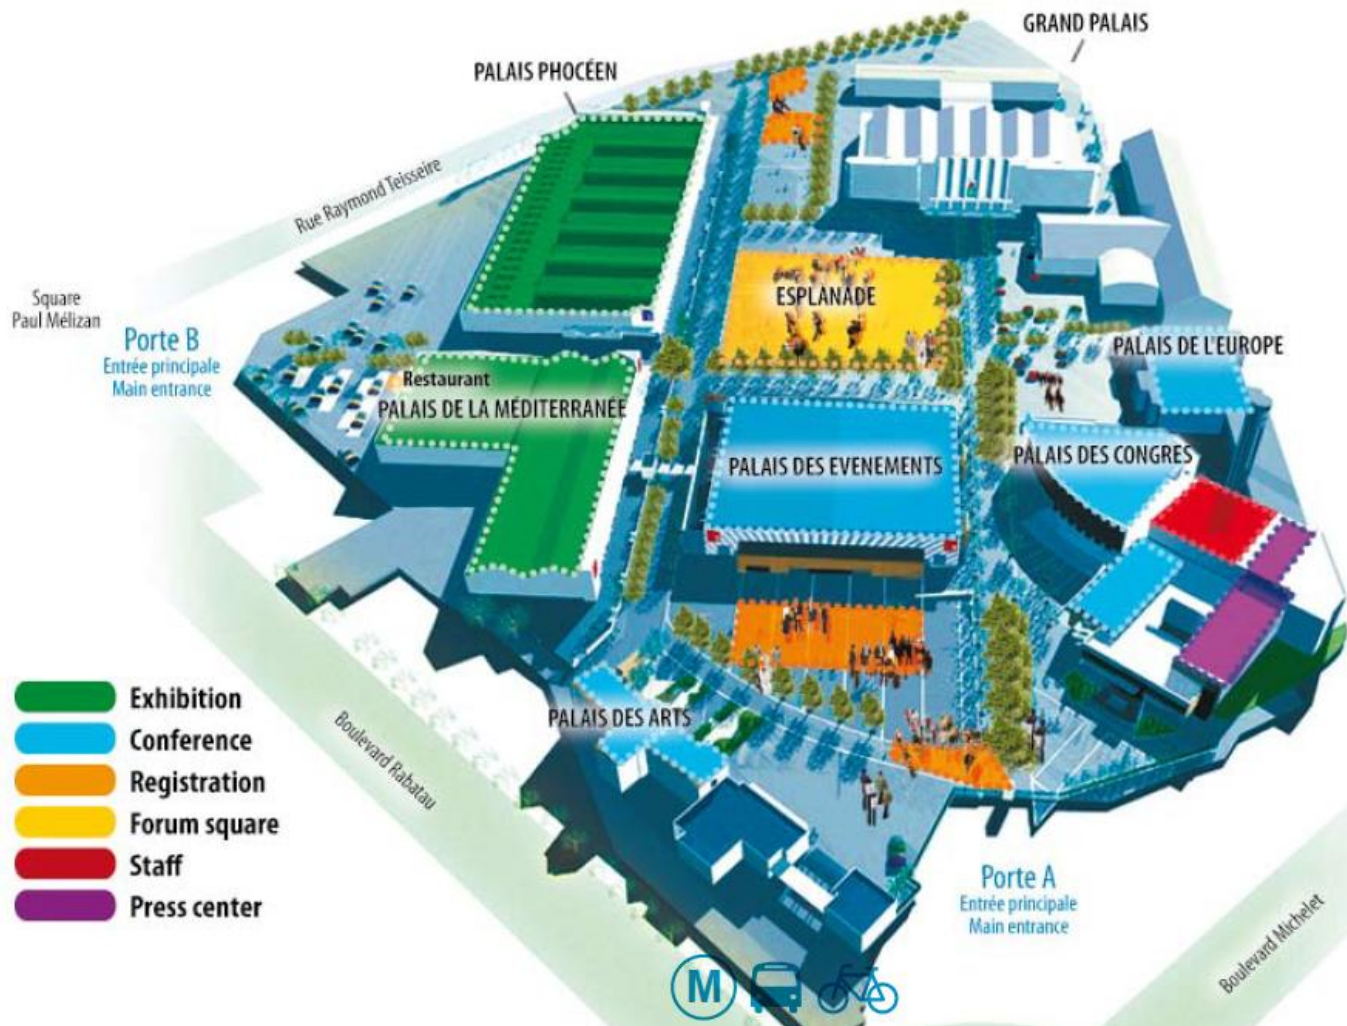 GRAND PALAIS
PALAIS PHOCÉEN
Rue Raymond Teisseire
ESPLANADE
Square
Paul Mélizan
Porte B
Entrée principale
Main entrance
PALAIS DE L'EUROPE
Restaurant
PALAIS DE LA MÉDITERRANÉE
PALAIS DES EVENEMENTS
PALAIS DES CONGRES
PALAIS DES ARTS
Boulevard Rabatau
Exhibition
Conference
Registration
Forum square
Staff
Press center
Porte A
Entrée principale
Main entrance
Boulevard Michelet
M